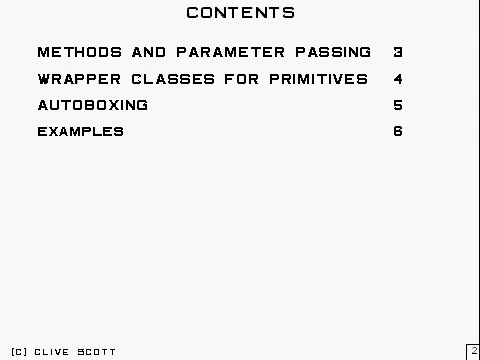 CONTENTS
METHODS AND PARAMETER PASSING 3
WRAPPER CLASSES FOR PRIMITIVES 4
AUTOBOXING 5
EXAMPLES 6
[C] CLIVE SCOTT
2